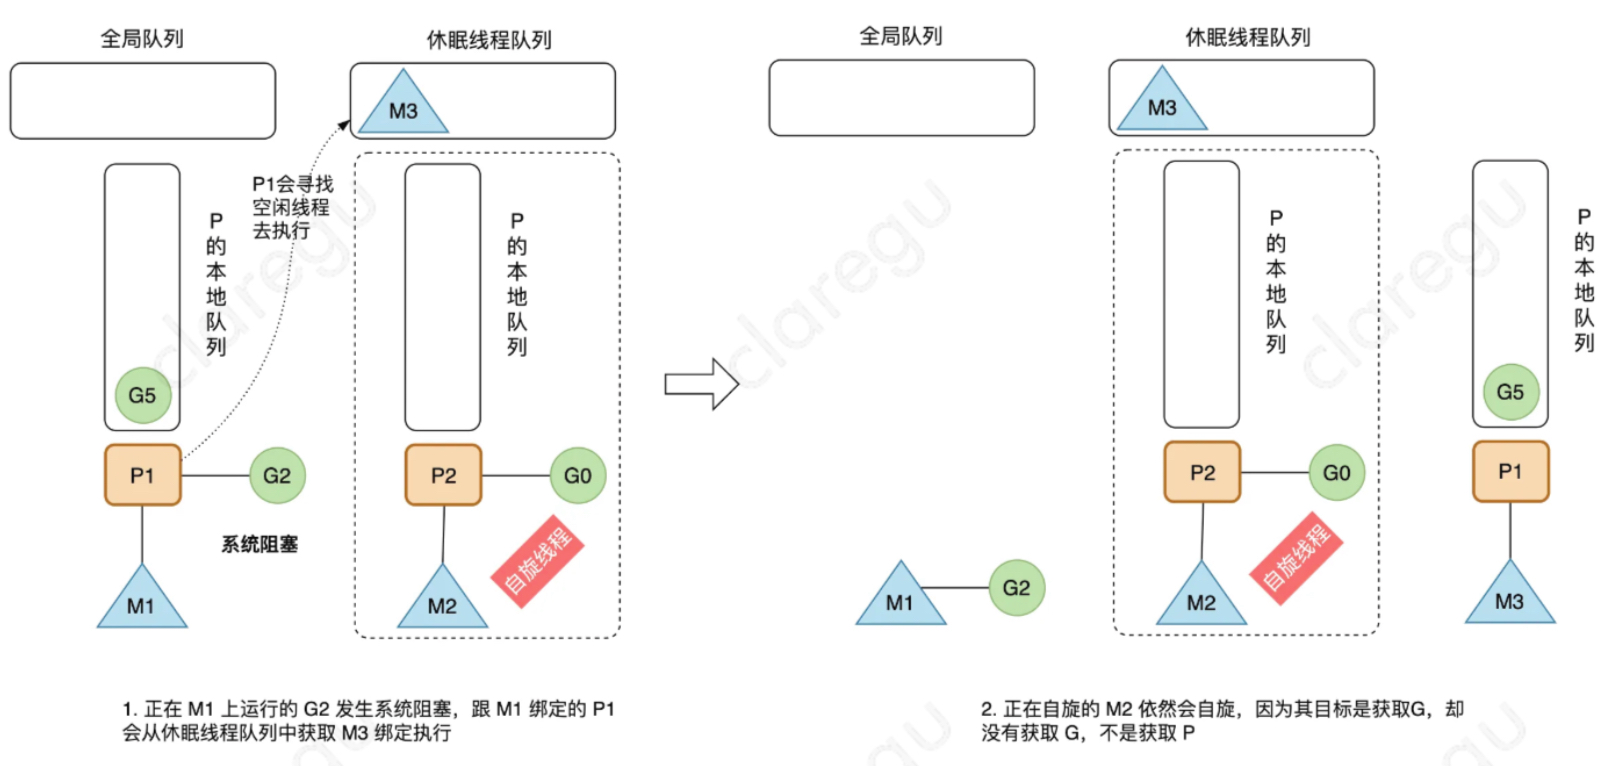 全局队列
休眠线程队列
M3
P1会寻找
空闲线程
去执行
P
的
本
地
队
列
P
的
本
地
队
列
G5
P1
G2
P2
G0
系统阻塞
自旋线程
M1
M2
1. 正在 M1 上运行的 G2 发生系统阻塞，跟 M1 绑定的 P1
会从休眠线程队列中获取 M3 绑定执行
全局队列
休眠线程队列
M3
P
的
本
地
队
列
P
的
本
地
队
列
G5
P2
G0
P1
自旋线程
M1
G2
M2
M3
2. 正在自旋的 M2 依然会自旋，因为其目标是获取G，却
没有获取 G，不是获取 P
claregu
claregu
claregu